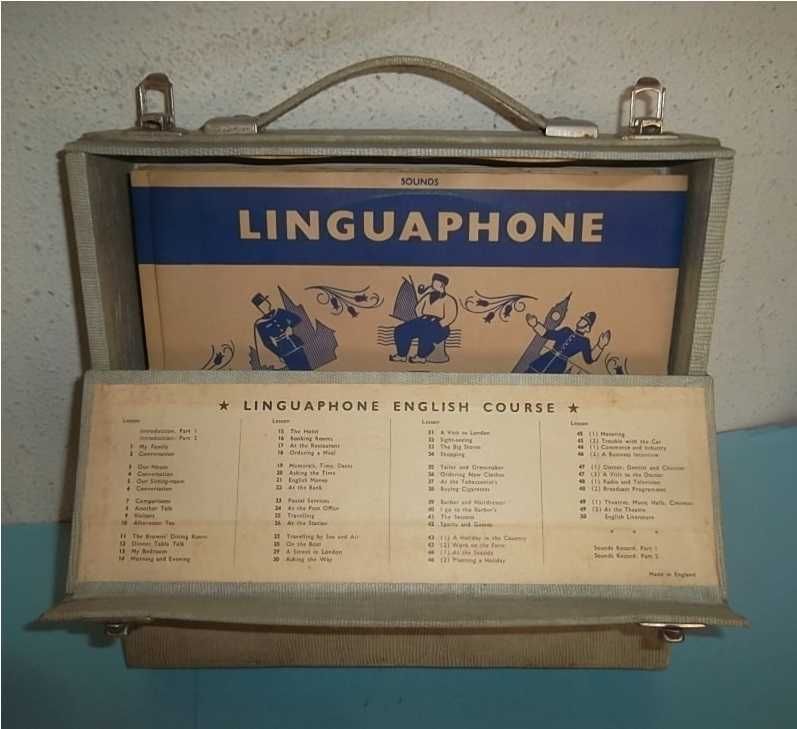 SOUNDS
LINGUAPHONE
★ LINGUAPHONE ENGLISH COURSE ★
Lesson
Introduction, Part 1
Introduction, Part 2
1 My Family
2 Conversation
3 Our House
4 Conversation
5 Our Sitting-room
6 Conversation
7 Comparisons
8 Another Talk
9 Visitors
10 Afternoon Tea
11 The Browns' Dining Room
12 Dinner Table Talk
13 My Bedroom
14 Morning and Evening
Lesson
15 The Hotel
16 Booking Rooms
17 At the Restaurant
18 Ordering a Meal
19 Numerals, Time, Dates
20 Asking the Time
21 English Money
22 At the Bank
23 Postal Services
24 At the Post Office
25 Travelling
26 At the Station
27 Travelling by Sea and Air
28 On the Boat
29 A Street in London
30 Asking the Way
Lesson
31 A Visit to London
32 Sight-seeing
33 The Big Stores
34 Shopping
35 Tailor and Dressmaker
36 Ordering New Clothes
37 At the Tobacconist's
38 Buying Cigarettes
39 Barber and Hairdresser
40 I go to the Barber's
41 The Seasons
42 Sports and Games
43 (1) A Holiday in the Country
43 (2) Work on the Farm
44 (1) At the Seaside
44 (2) Planning a Holiday
Lesson
45 (1) Motoring
45 (2) Trouble with the Car
46 (1) Commerce and Industry
46 (2) A Business Interview
47 (1) Doctor, Dentist and Chemist
47 (2) A Visit to the Doctor
48 (1) Radio and Television
48 (2) Broadcast Programmes
49 (1) Theatres, Music Halls, Cinemas
49 (2) At the Theatre
50 English Literature
* * *
Sounds Record, Part 1
Sounds Record, Part 2
Made in England